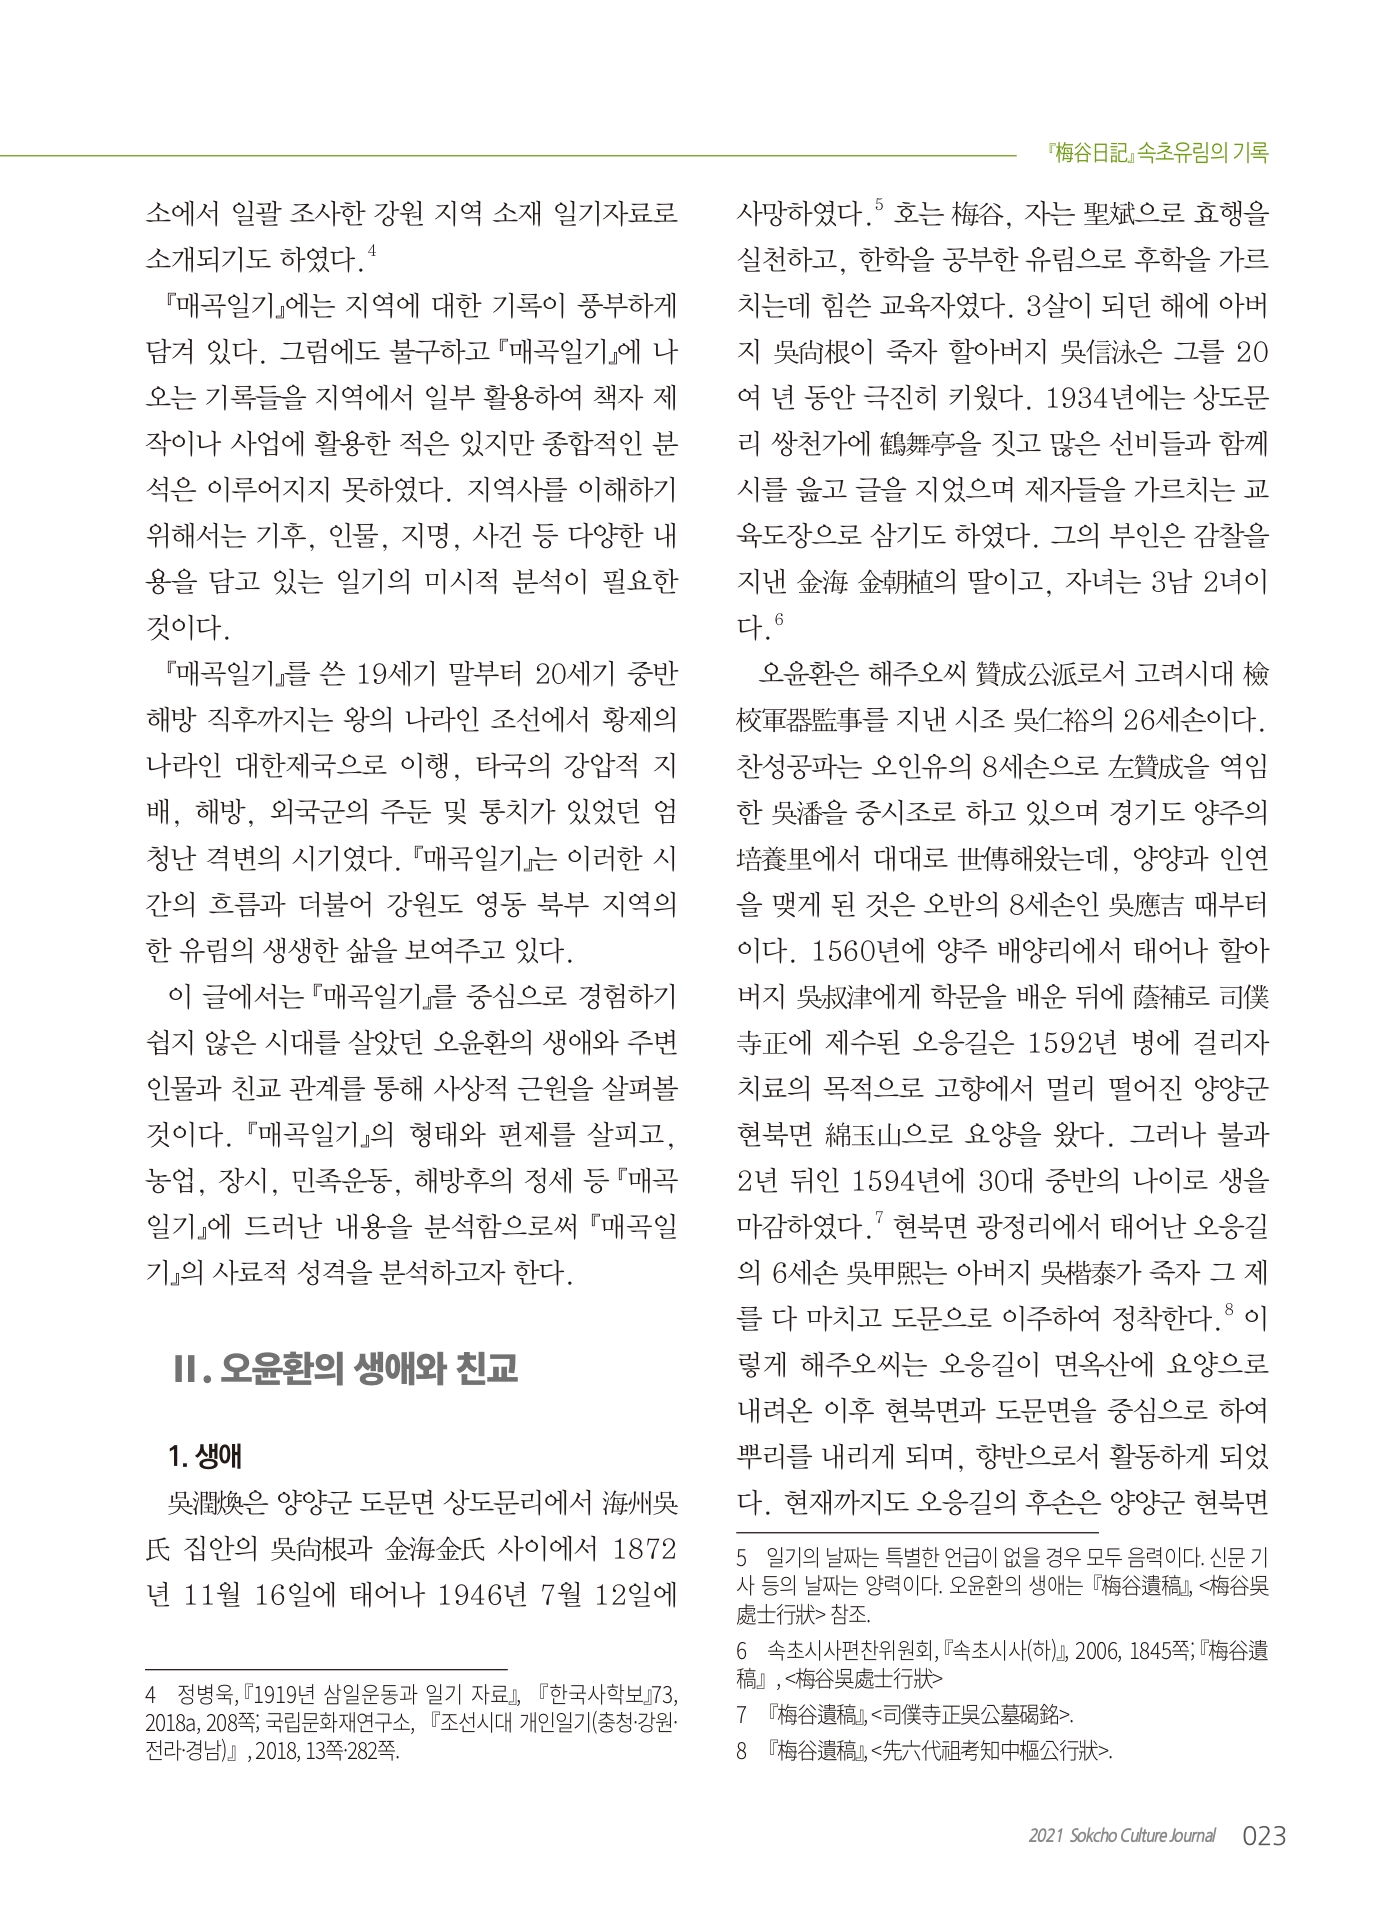 『梅谷日記』속초유림의 기록
소에서 일괄 조사한 강원 지역 소재 일기자료로
소개되기도 하였다.4
『매곡일기』에는 지역에 대한 기록이 풍부하게
담겨 있다. 그럼에도 불구하고『매곡일기』에 나
오는 기록들을 지역에서 일부 활용하여 책자 제
작이나 사업에 활용한 적은 있지만 종합적인 분
석은 이루어지지 못하였다. 지역사를 이해하기
위해서는 기후, 인물, 지명, 사건 등 다양한 내
용을 담고 있는 일기의 미시적 분석이 필요한
것이다.
『매곡일기』를 쓴 19세기 말부터 20세기 중반
해방 직후까지는 왕의 나라인 조선에서 황제의
나라인 대한제국으로 이행, 타국의 강압적 지
배, 해방, 외국군의 주둔 및 통치가 있었던 엄
청난 격변의 시기였다.『매곡일기』는 이러한 시
간의 흐름과 더불어 강원도 영동 북부 지역의
한 유림의 생생한 삶을 보여주고 있다.
이 글에서는『매곡일기』를 중심으로 경험하기
쉽지 않은 시대를 살았던 오윤환의 생애와 주변
인물과 친교 관계를 통해 사상적 근원을 살펴볼
것이다.『매곡일기』의 형태와 편제를 살피고,
농업, 장시, 민족운동, 해방후의 정세 등『매곡
일기』에 드러난 내용을 분석함으로써『매곡일
기』의 사료적 성격을 분석하고자 한다.
II. 오윤환의 생애와 친교
1. 생애
吳潤煥은 양양군 도문면 상도문리에서 海州吳
氏 집안의 吳尙根과 金海金氏 사이에서 1872
년 11월 16일에 태어나 1946년 7월 12일에
4 정병욱,『1919년 삼일운동과 일기 자료』, 『한국사학보』73,
2018a, 208쪽; 국립문화재연구소, 『조선시대 개인일기(충청·강원·
전라·경남)』, 2018, 13쪽·282쪽.
사망하였다.5 호는 梅谷, 자는 聖斌으로 효행을
실천하고, 한학을 공부한 유림으로 후학을 가르
치는데 힘쓴 교육자였다. 3살이 되던 해에 아버
지 吳尙根이 죽자 할아버지 吳信泳은 그를 20
여 년 동안 극진히 키웠다. 1934년에는 상도문
리 쌍천가에 鶴舞亭을 짓고 많은 선비들과 함께
시를 읊고 글을 지었으며 제자들을 가르치는 교
육도장으로 삼기도 하였다. 그의 부인은 감찰을
지낸 金海 金朝植의 딸이고, 자녀는 3남 2녀이
다.6
오윤환은 해주오씨 贊成公派로서 고려시대 檢
校軍器監事를 지낸 시조 吳仁裕의 26세손이다.
찬성공파는 오인유의 8세손으로 左贊成을 역임
한 吳潘을 중시조로 하고 있으며 경기도 양주의
培養里에서 대대로 世傳해왔는데, 양양과 인연
을 맺게 된 것은 오반의 8세손인 吳應吉 때부터
이다. 1560년에 양주 배양리에서 태어나 할아
버지 吳叔津에게 학문을 배운 뒤에 蔭補로 司僕
寺正에 제수된 오응길은 1592년 병에 걸리자
치료의 목적으로 고향에서 멀리 떨어진 양양군
현북면 綿玉山으로 요양을 왔다. 그러나 불과
2년 뒤인 1594년에 30대 중반의 나이로 생을
마감하였다.7 현북면 광정리에서 태어난 오응길
의 6세손 吳甲熙는 아버지 吳楷泰가 죽자 그 제
를 다 마치고 도문으로 이주하여 정착한다.8 이
렇게 해주오씨는 오응길이 면옥산에 요양으로
내려온 이후 현북면과 도문면을 중심으로 하여
뿌리를 내리게 되며, 향반으로서 활동하게 되었
다. 현재까지도 오응길의 후손은 양양군 현북면
5 일기의 날짜는 특별한 언급이 없을 경우 모두 음력이다. 신문 기
사 등의 날짜는 양력이다. 오윤환의 생애는『梅谷遺稿』, <梅谷吳
處士行狀> 참조.
6 속초시사편찬위원회,『속초시사(하)』, 2006, 1845쪽;『梅谷遺
稿』, <梅谷吳處士行狀>
7 『梅谷遺稿』, <司僕寺正吳公墓碣銘>.
8 『梅谷遺稿』, <先六代祖考知中樞公行狀>.
2021 Sokcho Culture Journal 023